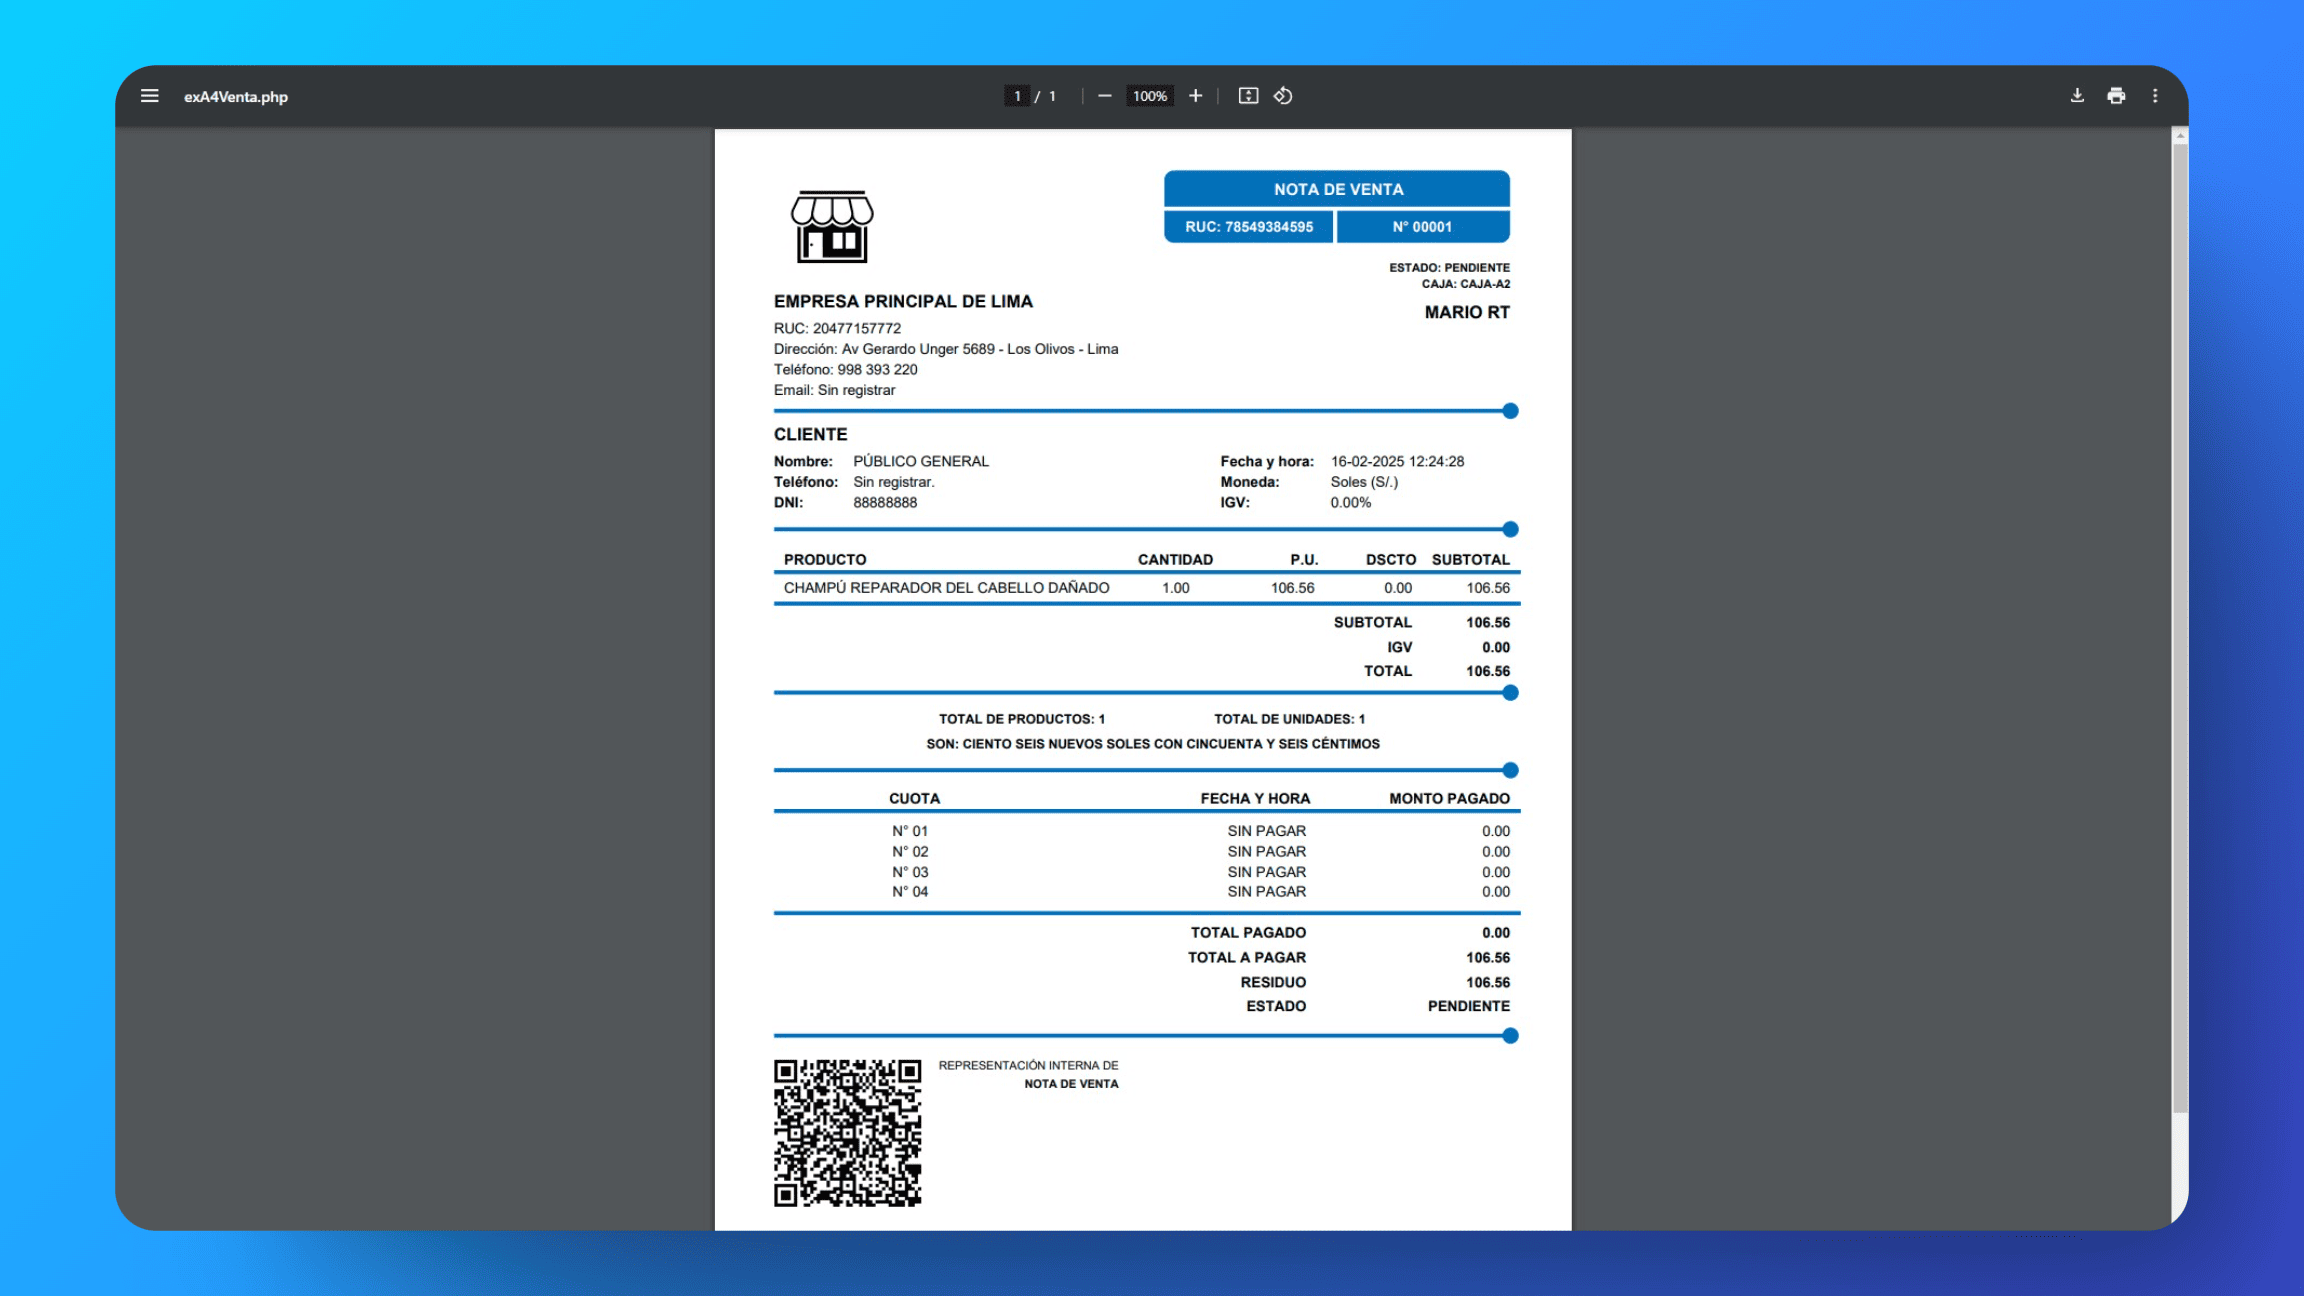 exA4Venta.php
1 / 1
100%
NOTA DE VENTA
RUC: 78549384595
N° 00001
ESTADO: PENDIENTE
CAJA: CAJA-A2
MARIO RT
EMPRESA PRINCIPAL DE LIMA
RUC: 20477157772
Dirección: Av Gerardo Unger 5689 - Los Olivos - Lima
Teléfono: 998 393 220
Email: Sin registrar
CLIENTE
Nombre: PÚBLICO GENERAL
Teléfono: Sin registrar.
DNI: 88888888
Fecha y hora: 16-02-2025 12:24:28
Moneda: Soles (S/.)
IGV: 0.00%
PRODUCTO CANTIDAD P.U. DSCTO SUBTOTAL
CHAMPÚ REPARADOR DEL CABELLO DAÑADO 1.00 106.56 0.00 106.56
SUBTOTAL 106.56
IGV 0.00
TOTAL 106.56
TOTAL DE PRODUCTOS: 1 TOTAL DE UNIDADES: 1
SON: CIENTO SEIS NUEVOS SOLES CON CINCUENTA Y SEIS CÉNTIMOS
CUOTA FECHA Y HORA MONTO PAGADO
N° 01 SIN PAGAR 0.00
N° 02 SIN PAGAR 0.00
N° 03 SIN PAGAR 0.00
N° 04 SIN PAGAR 0.00
TOTAL PAGADO 0.00
TOTAL A PAGAR 106.56
RESIDUO 106.56
ESTADO PENDIENTE
REPRESENTACIÓN INTERNA DE
NOTA DE VENTA